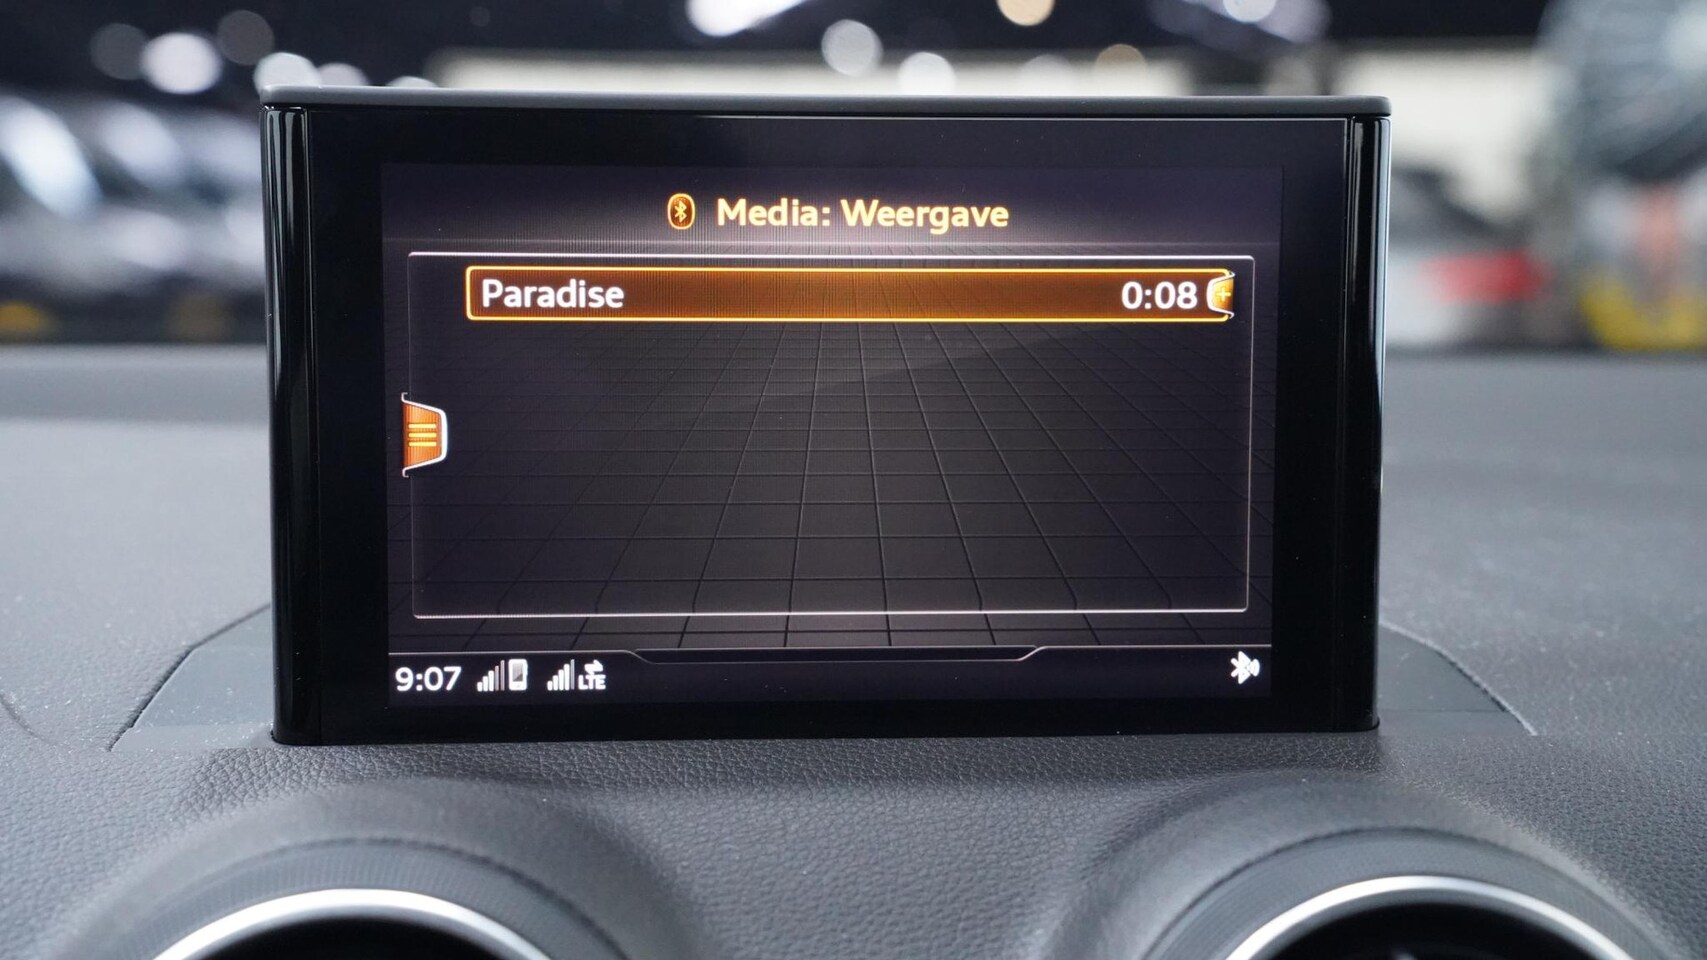 Media: Weergave
Paradise 0:08
9:07 LTE